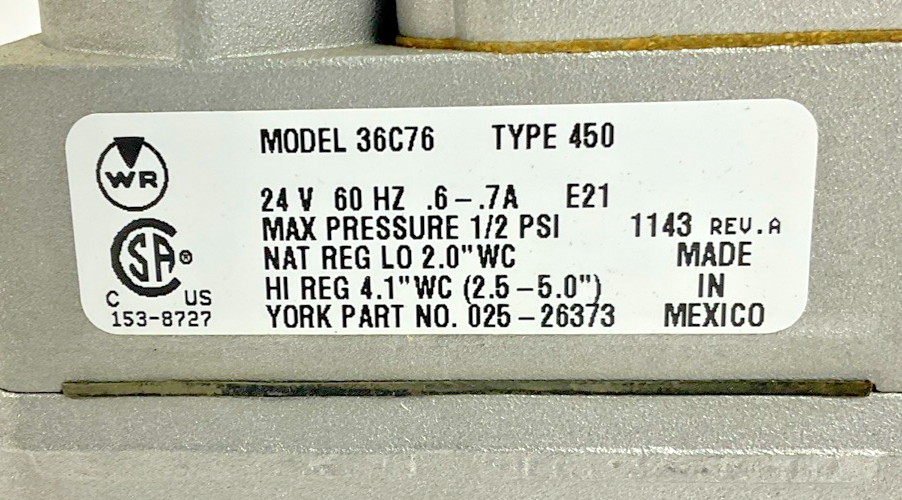 WR
MODEL 36C76 TYPE 450
24 V 60 HZ .6-.7A E21
MAX PRESSURE 1/2 PSI 1143 REV.A
NAT REG LO 2.0"WC MADE
HI REG 4.1"WC (2.5-5.0") IN
YORK PART NO. 025-26373 MEXICO
CSA®
C US
153-8727